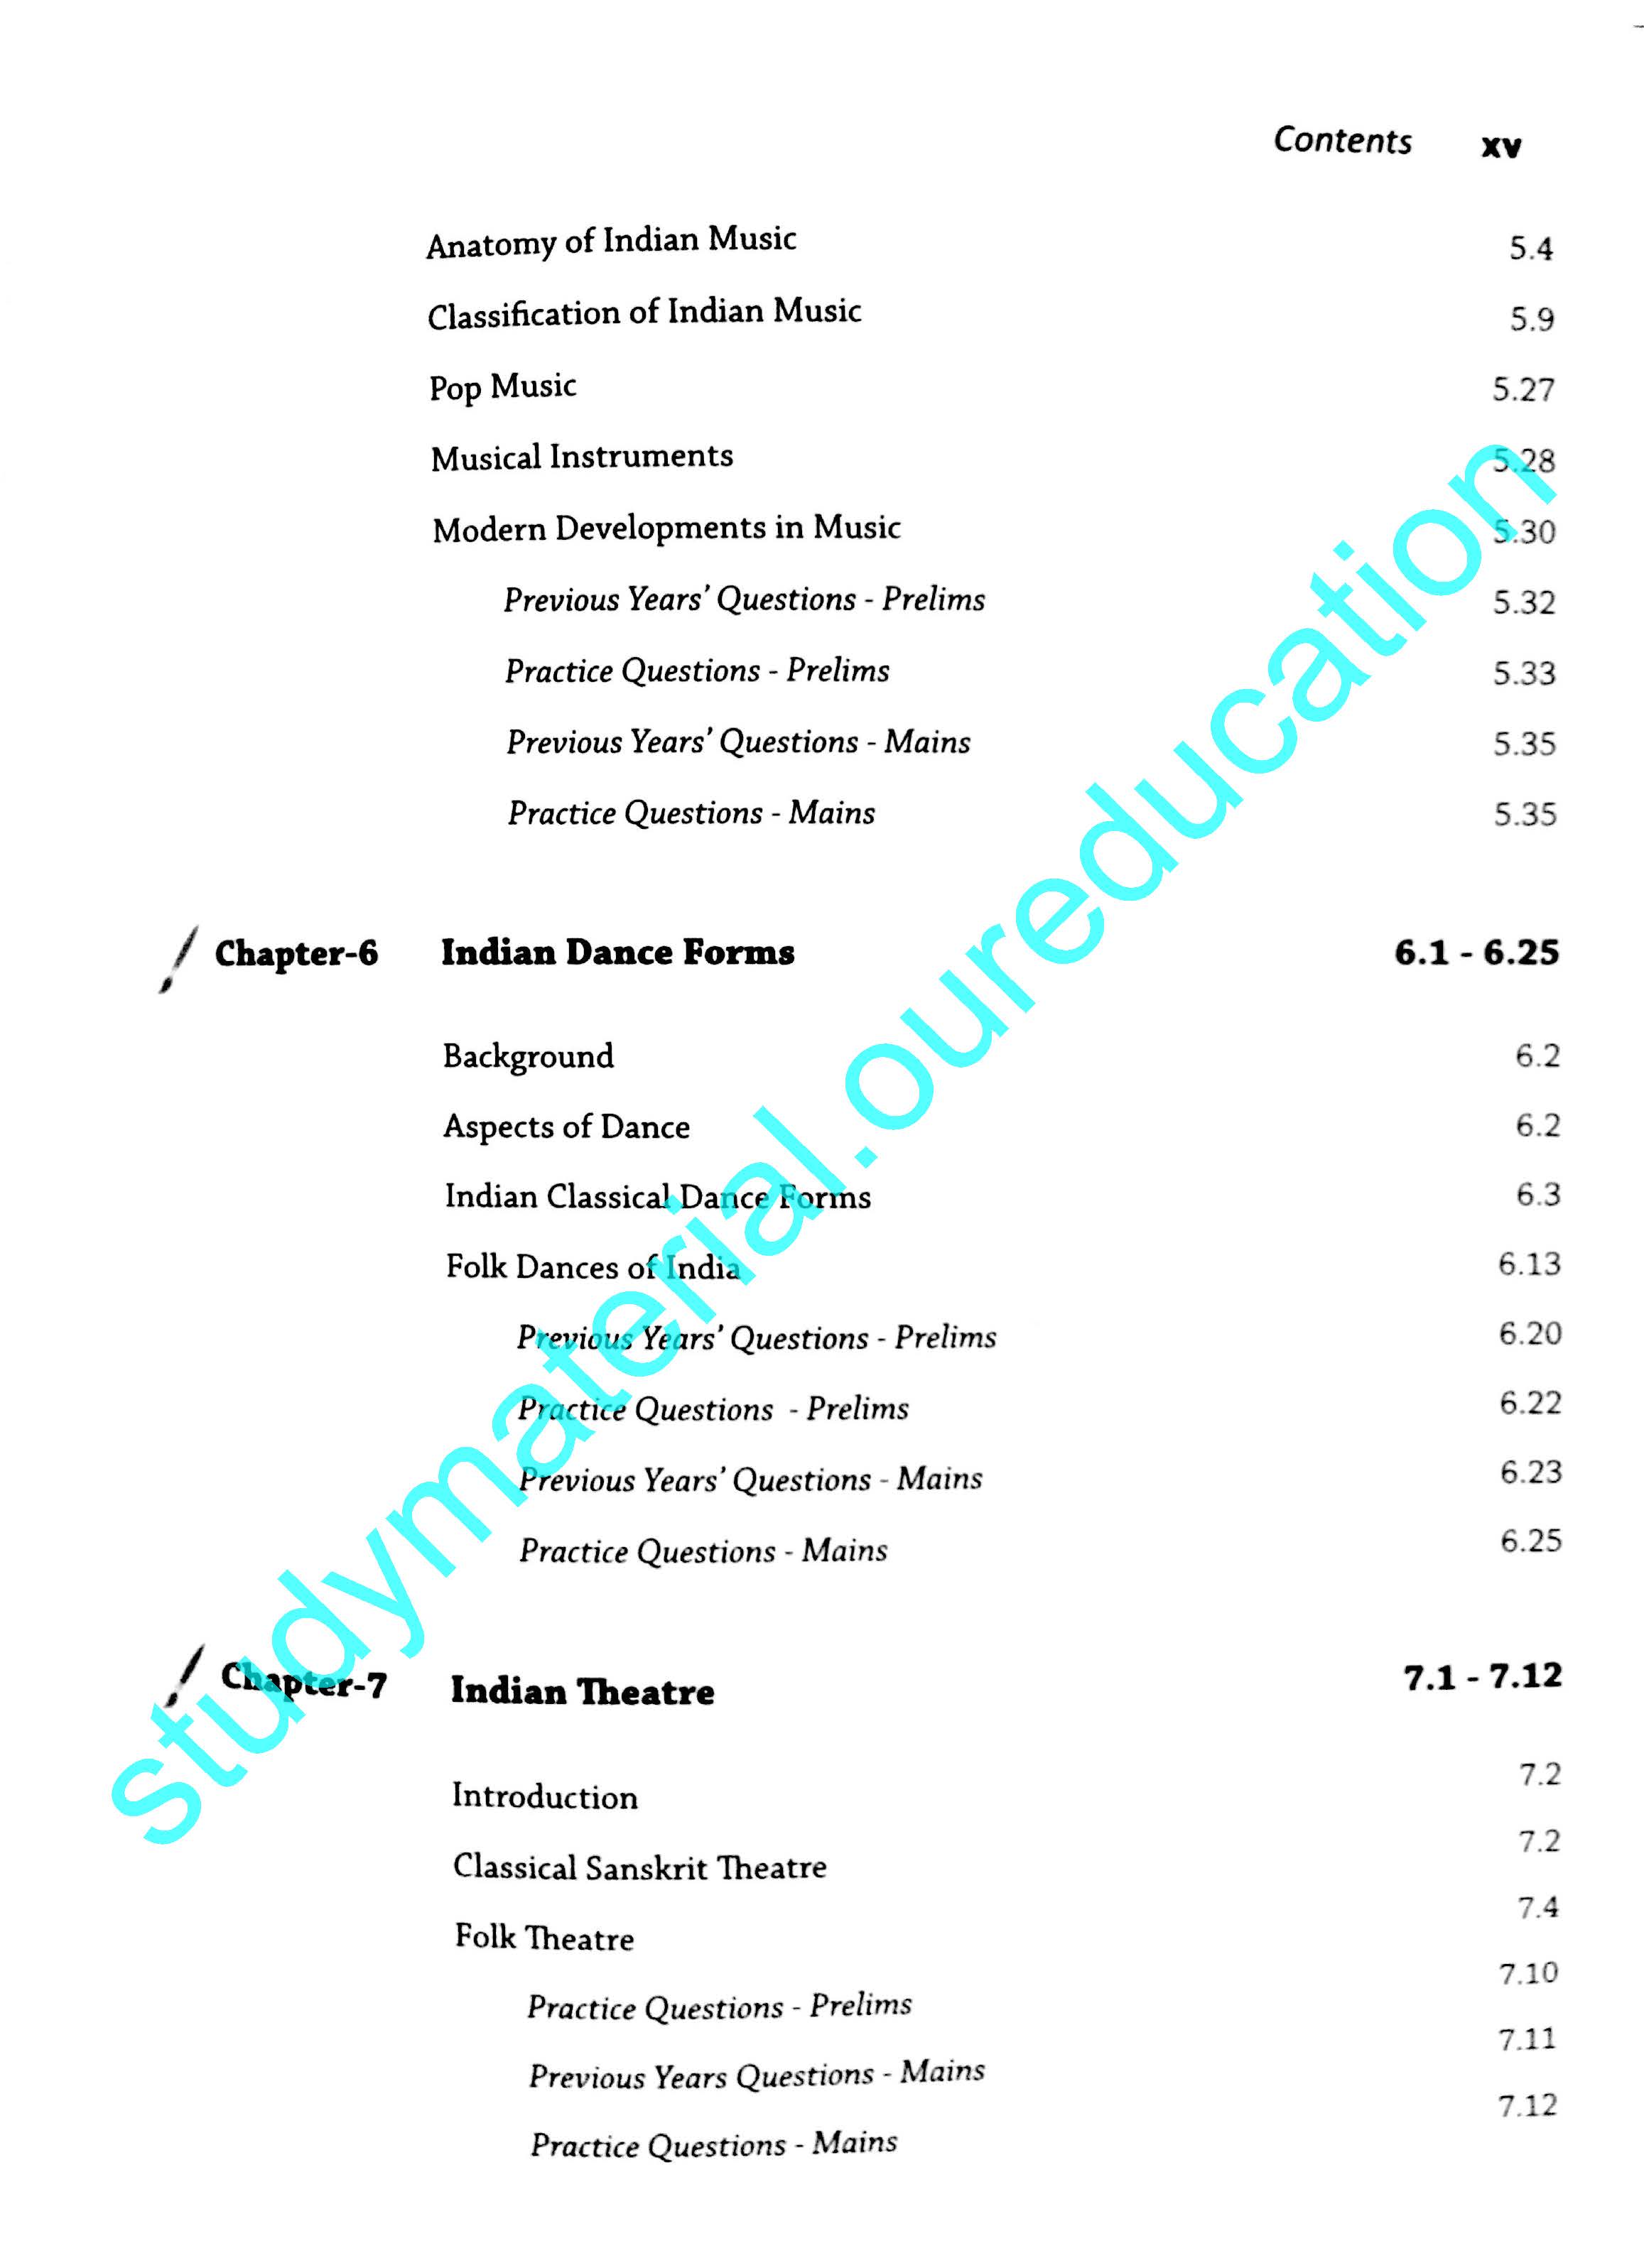 Contents xv
Anatomy of Indian Music 5.4
Classification of Indian Music 5.9
Pop Music 5.27
Musical Instruments 5.28
Modern Developments in Music 5.30
Previous Years' Questions - Prelims 5.32
Practice Questions - Prelims 5.33
Previous Years' Questions - Mains 5.35
Practice Questions - Mains 5.35
Chapter-6 Indian Dance Forms 6.1 - 6.25
Background 6.2
Aspects of Dance 6.2
Indian Classical Dance Forms 6.3
Folk Dances of India 6.13
Previous Years' Questions - Prelims 6.20
Practice Questions - Prelims 6.22
Previous Years' Questions - Mains 6.23
Practice Questions - Mains 6.25
Chapter-7 Indian Theatre 7.1 - 7.12
Introduction 7.2
Classical Sanskrit Theatre 7.2
Folk Theatre 7.4
Practice Questions - Prelims 7.10
Previous Years Questions - Mains 7.11
Practice Questions - Mains 7.12
studymaterial.oureducation